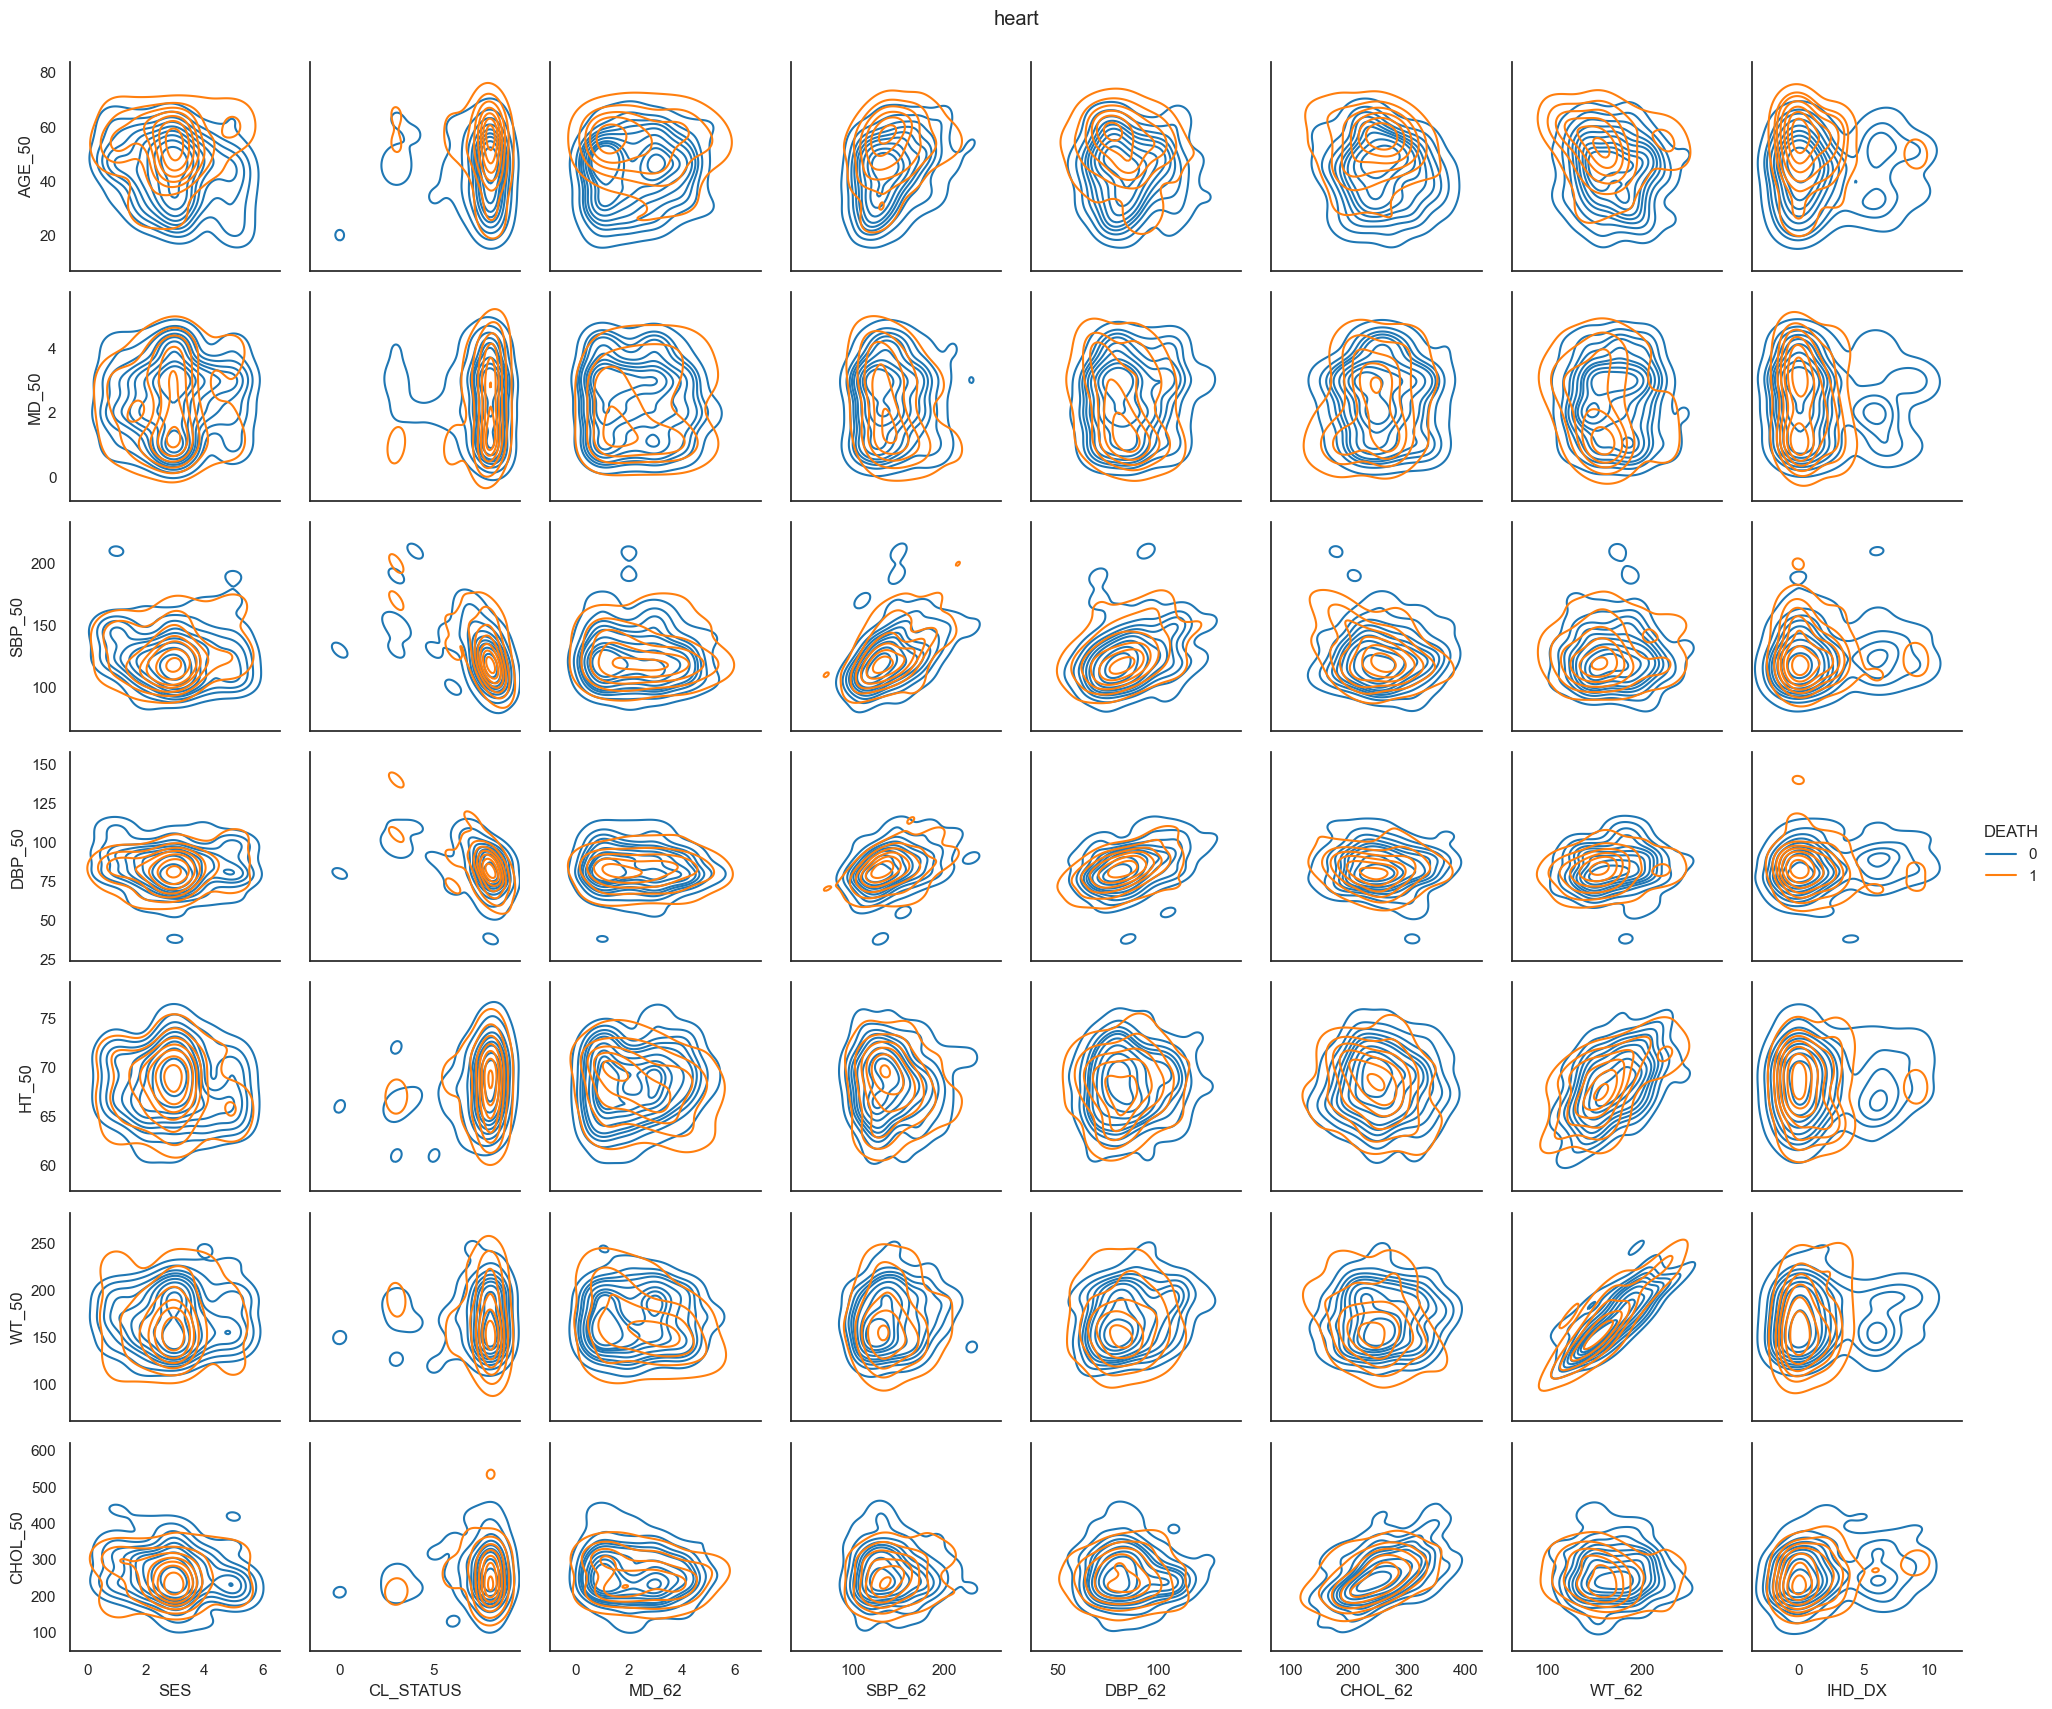 heart
80
60
40
20
AGE_50
4
2
0
MD_50
200
150
100
SBP_50
150
125
100
75
50
25
DBP_50
DEATH
0
1
75
70
65
60
HT_50
250
200
150
100
WT_50
600
500
400
300
200
100
CHOL_50
0 2 4 6 0 5 0 2 4 6 100 200 50 100 100 200 300 400 100 200 0 5 10
SES CL_STATUS MD_62 SBP_62 DBP_62 CHOL_62 WT_62 IHD_DX